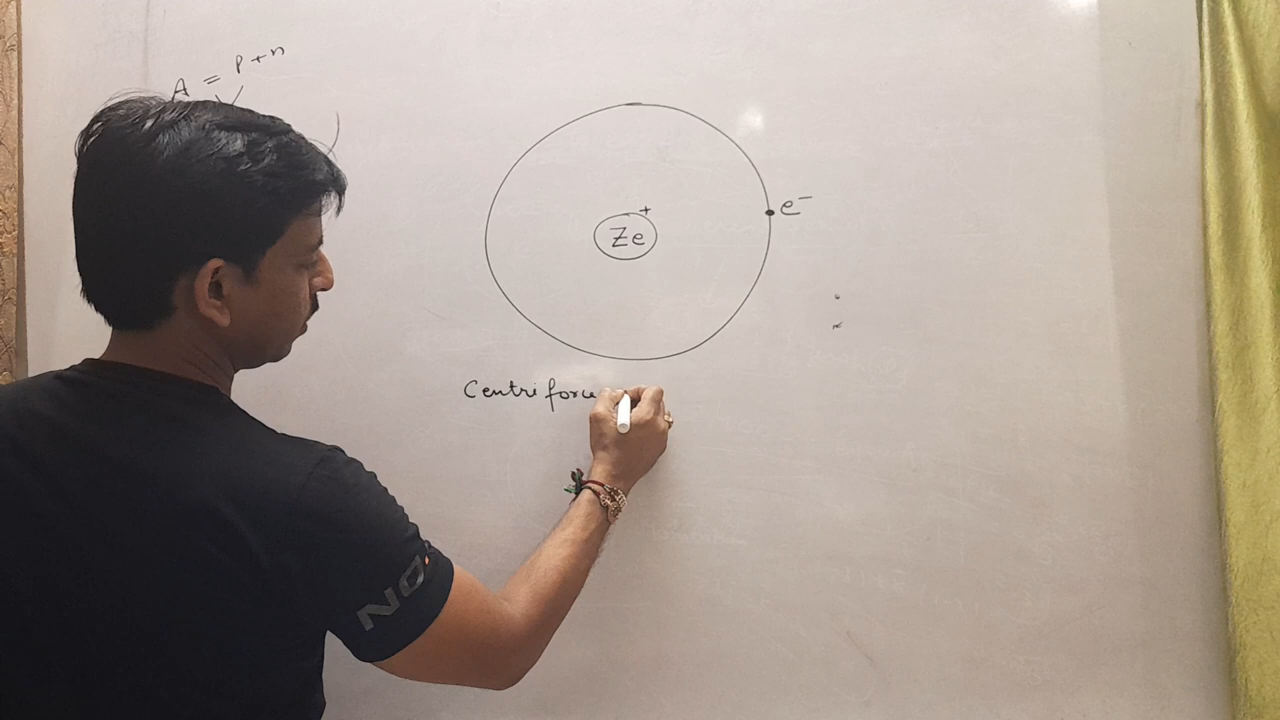 A = P + n
+
Ze
e⁻
Centri force